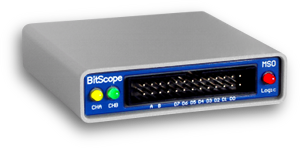 BitScope
MSO
CHA CHB
A B D7 D6 D5 D4 D3 D2 D1 D0
Logic